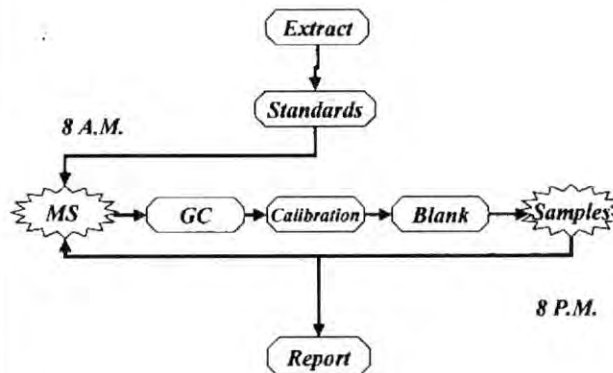 Extract
Standards
8 A.M.
MS
GC
Calibration
Blank
Samples
8 P.M.
Report